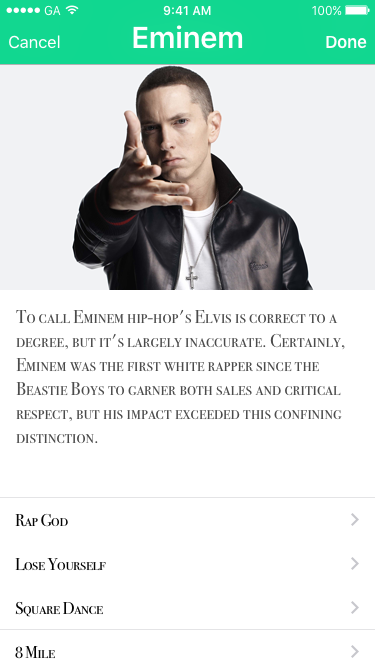 GA 9:41 AM 100%
Cancel Eminem Done
To call Eminem hip-hop's Elvis is correct to a
degree, but it's largely inaccurate. Certainly,
Eminem was the first white rapper since the
Beastie Boys to garner both sales and critical
respect, but his impact exceeded this confining
distinction.
Rap God
Lose Yourself
Square Dance
8 Mile